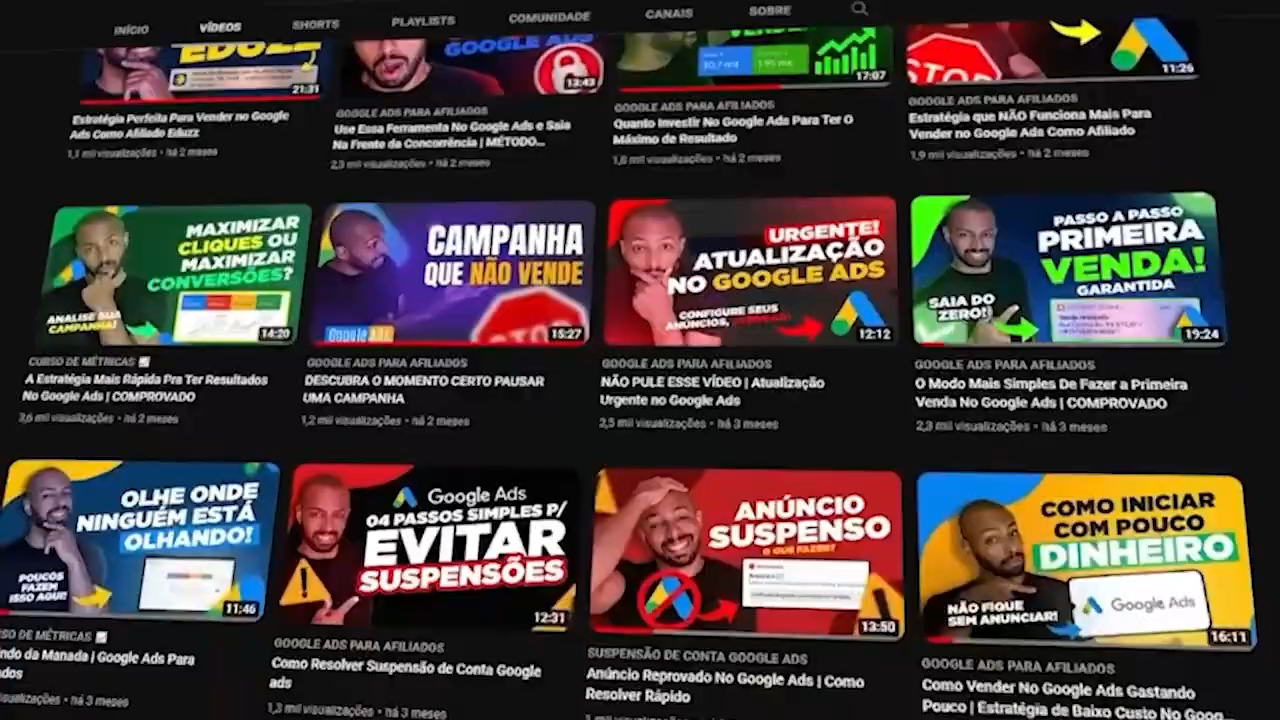 INÍCIO VÍDEOS SHORTS PLAYLISTS COMUNIDADE CANAIS SOBRE
EDUZZ
21:31
Estratégia Perfeita Para Vender no Google
Ads Como Afiliado Eduzz
1,1 mil visualizações • há 2 meses
GOOGLE ADS
13:43
GOOGLE ADS PARA AFILIADOS
Use Essa Ferramenta No Google Ads e Saia
Na Frente da Concorrência | MÉTODO...
2,3 mil visualizações • há 2 meses
17:07
GOOGLE ADS PARA AFILIADOS
Quanto Investir No Google Ads Para Ter O
Máximo de Resultado
1,8 mil visualizações • há 2 meses
STOP
11:26
GOOGLE ADS PARA AFILIADOS
Estratégia que NÃO Funciona Mais Para
Vender no Google Ads Como Afiliado
1,9 mil visualizações • há 2 meses
MAXIMIZAR
CLIQUES OU
MAXIMIZAR
CONVERSÕES?
ANALISE SUA
CAMPANHA!
14:20
CURSO DE MÉTRICAS
A Estratégia Mais Rápida Pra Ter Resultados
No Google Ads | COMPROVADO
3,6 mil visualizações • há 2 meses
CAMPANHA
QUE NÃO VENDE
Google Ads
STOP
15:27
GOOGLE ADS PARA AFILIADOS
DESCUBRA O MOMENTO CERTO PAUSAR
UMA CAMPANHA
1,2 mil visualizações • há 2 meses
URGENTE!
ATUALIZAÇÃO
NO GOOGLE ADS
CONFIGURE SEUS
ANÚNCIOS,
12:12
GOOGLE ADS PARA AFILIADOS
NÃO PULE ESSE VÍDEO | Atualização
Urgente no Google Ads
2,5 mil visualizações • há 3 meses
PASSO A PASSO
PRIMEIRA
VENDA!
GARANTIDA
SAIA DO
ZERO!
19:24
GOOGLE ADS PARA AFILIADOS
O Modo Mais Simples De Fazer a Primeira
Venda No Google Ads | COMPROVADO
2,3 mil visualizações • há 3 meses
OLHE ONDE
NINGUÉM ESTÁ
OLHANDO!
POUCOS
FAZEM
ISSO AQUI!
11:46
SO DE MÉTRICAS
ndo da Manada | Google Ads Para
ados
visualizações • há 3 meses
Google Ads
04 PASSOS SIMPLES P/
EVITAR
SUSPENSÕES
12:31
GOOGLE ADS PARA AFILIADOS
Como Resolver Suspensão de Conta Google
ads
1,3 mil visualizações • há 3 meses
ANÚNCIO
SUSPENSO
O QUE FAZER?
13:50
SUSPENSÃO DE CONTA GOOGLE ADS
Anúncio Reprovado No Google Ads | Como
Resolver Rápido
COMO INICIAR
COM POUCO
DINHEIRO
NÃO FIQUE
SEM ANUNCIAR!
Google Ads
16:11
GOOGLE ADS PARA AFILIADOS
Como Vender No Google Ads Gastando
Pouco | Estratégia de Baixo Custo No Goog...